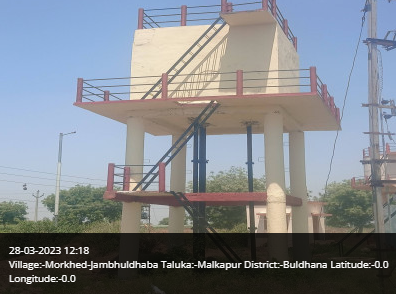 28-03-2023 12:18
Village:-Morkhed-Jambhuldhaba Taluka:-Malkapur District:-Buldhana Latitude:-0.0
Longitude:-0.0